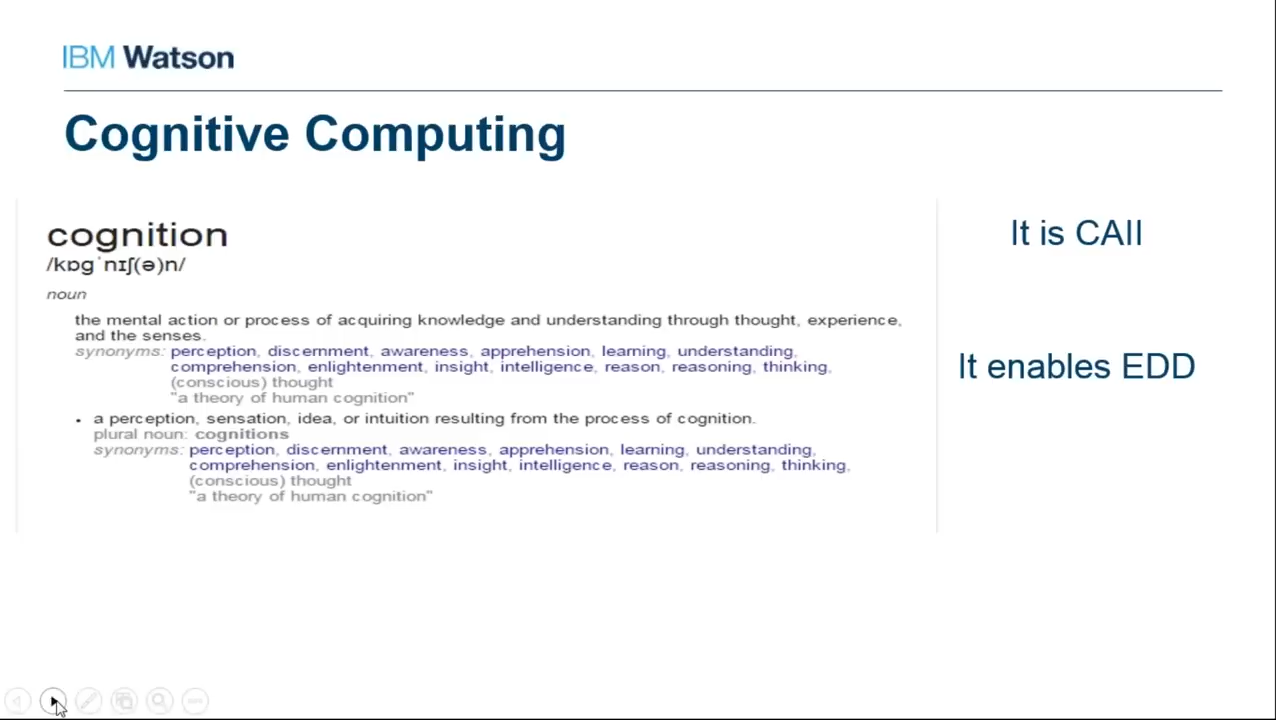 IBM Watson
Cognitive Computing
cognition
/kɒɡˈnɪʃ(ə)n/
noun
the mental action or process of acquiring knowledge and understanding through thought, experience,
and the senses.
synonyms: perception, discernment, awareness, apprehension, learning, understanding,
comprehension, enlightenment, insight, intelligence, reason, reasoning, thinking,
(conscious) thought
"a theory of human cognition"
• a perception, sensation, idea, or intuition resulting from the process of cognition.
plural noun: cognitions
synonyms: perception, discernment, awareness, apprehension, learning, understanding,
comprehension, enlightenment, insight, intelligence, reason, reasoning, thinking,
(conscious) thought
"a theory of human cognition"
It is CAII
It enables EDD